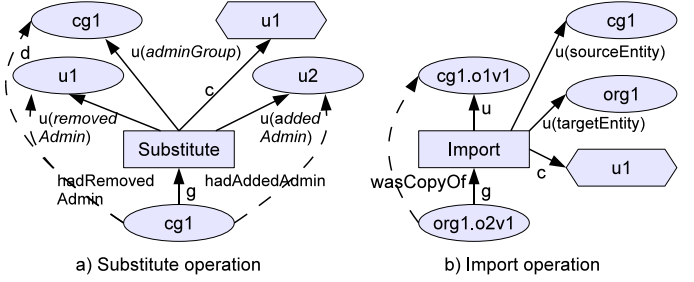 cg1
u1
d
u(adminGroup)
u1
c
u2
u(removed
Admin)
u(added
Admin)
Substitute
hadRemoved
Admin
hadAddedAdmin
g
cg1
a) Substitute operation
cg1
u(sourceEntity)
cg1.o1v1
org1
u
u(targetEntity)
Import
c
u1
wasCopyOf
g
org1.o2v1
b) Import operation